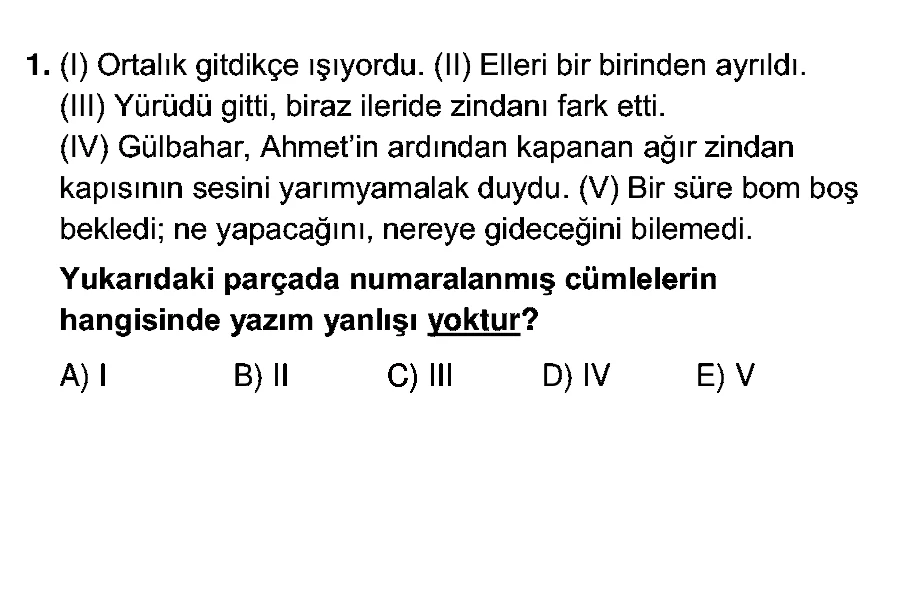 1. (I) Ortalık gitdikçe ışıyordu. (II) Elleri bir birinden ayrıldı.
(III) Yürüdü gitti, biraz ileride zindanı fark etti.
(IV) Gülbahar, Ahmet'in ardından kapanan ağır zindan
kapısının sesini yarımyamalak duydu. (V) Bir süre bom boş
bekledi; ne yapacağını, nereye gideceğini bilemedi.
Yukarıdaki parçada numaralanmış cümlelerin
hangisinde yazım yanlışı yoktur?
A) I B) II C) III D) IV E) V